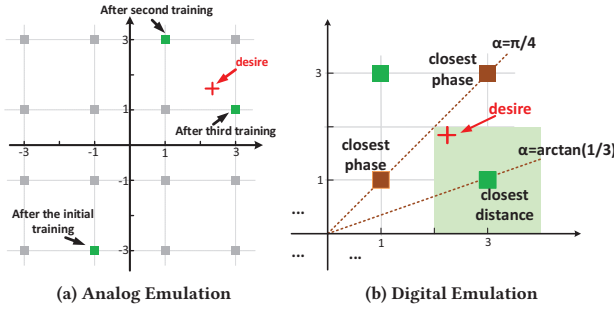 After second training
3
desire
1
After third training
-3
-1
1
3
-1
After the initial
training
-3
(a) Analog Emulation
α=π/4
closest
phase
3
desire
closest
phase
α=arctan(1/3)
1
closest
distance
...
1
3
...
...
(b) Digital Emulation